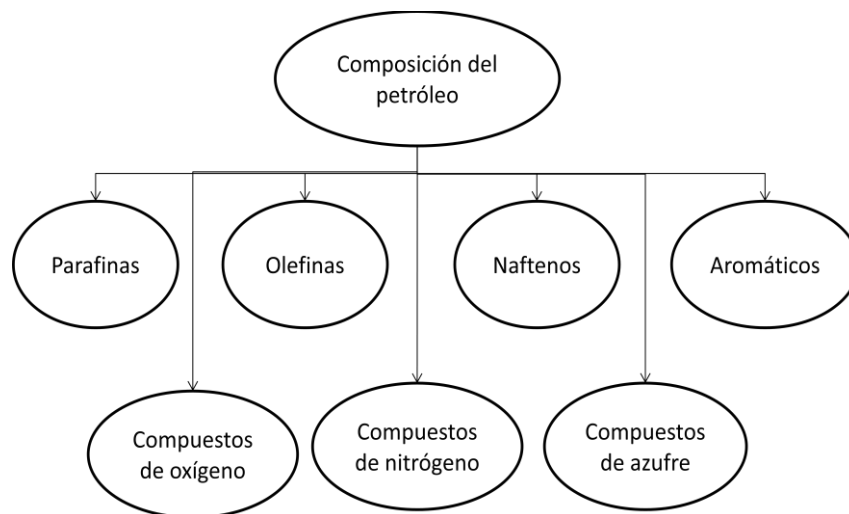 Composición del
petróleo
Parafinas
Olefinas
Naftenos
Aromáticos
Compuestos
de oxígeno
Compuestos
de nitrógeno
Compuestos
de azufre